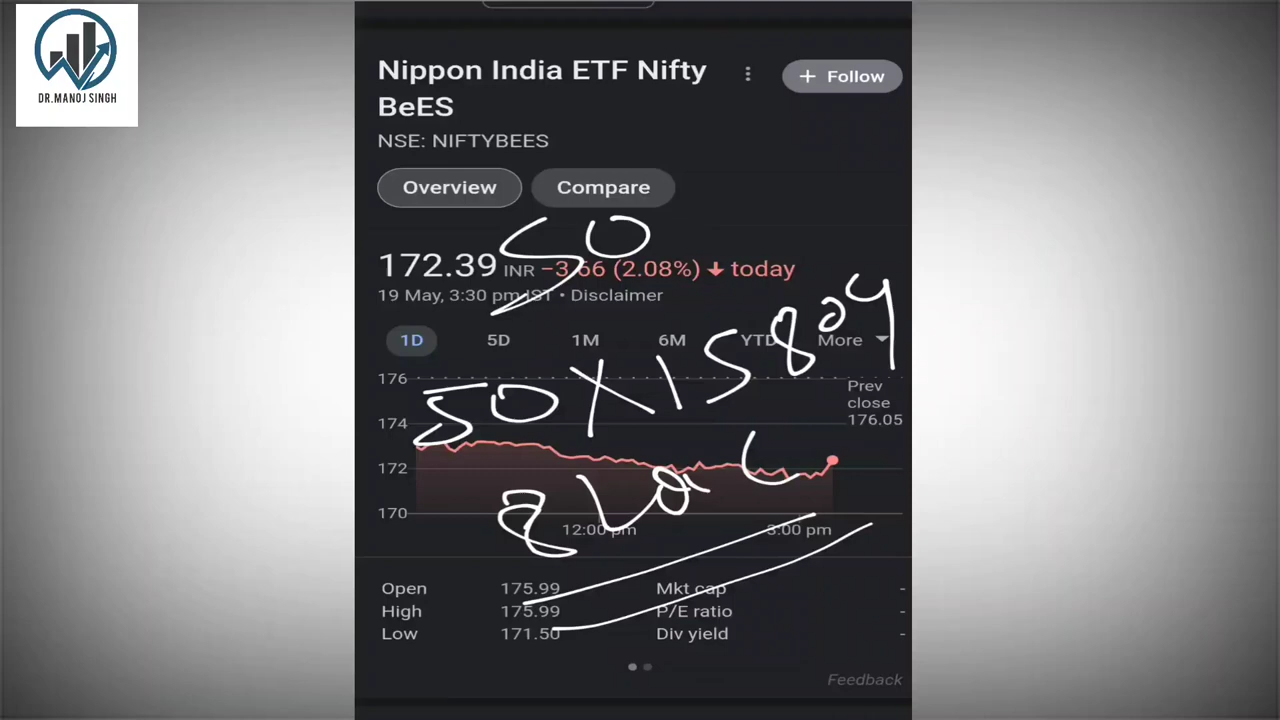 DR.MANOJ SINGH
Nippon India ETF Nifty
BeES
+ Follow
NSE: NIFTYBEES
Overview
Compare
50
172.39 INR −3.66 (2.08%) ↓ today
19 May, 3:30 pm IST • Disclaimer
1D 5D 1M 6M YTD More
50 X 15804
176
Prev
close
176.05
174
172
170
8 Lac
12:00 pm 3:00 pm
Open 175.99 Mkt cap -
High 175.99 P/E ratio -
Low 171.50 Div yield -
Feedback